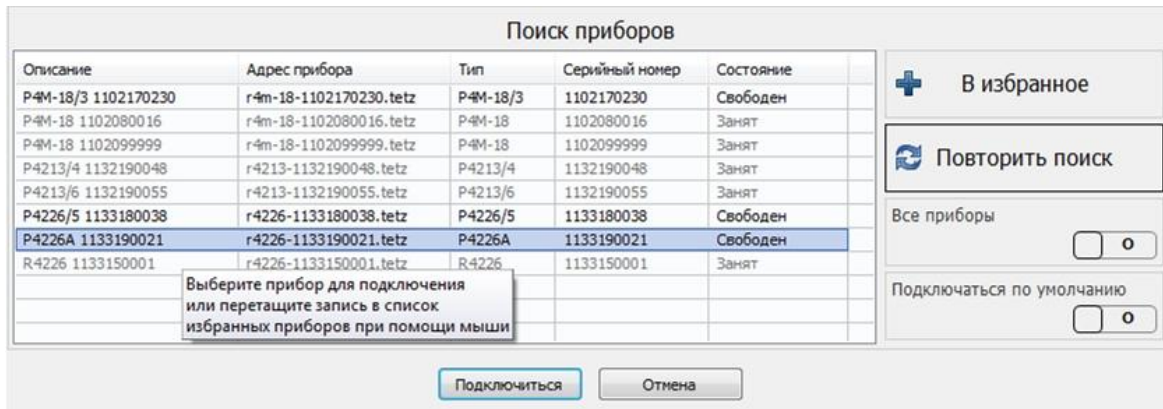 Поиск приборов
Описание Адрес прибора Тип Серийный номер Состояние
Р4М-18/3 1102170230 r4m-18-1102170230.tetz Р4М-18/3 1102170230 Свободен
Р4М-18 1102080016 r4m-18-1102080016.tetz Р4М-18 1102080016 Занят
Р4М-18 1102099999 r4m-18-1102099999.tetz Р4М-18 1102099999 Занят
Р4213/4 1132190048 r4213-1132190048.tetz Р4213/4 1132190048 Занят
Р4213/6 1132190055 r4213-1132190055.tetz Р4213/6 1132190055 Занят
Р4226/5 1133180038 r4226-1133180038.tetz Р4226/5 1133180038 Свободен
Р4226А 1133190021 r4226-1133190021.tetz Р4226А 1133190021 Свободен
R4226 1133150001 r4226-1133150001.tetz R4226 1133150001 Занят
Выберите прибор для подключения
или перетащите запись в список
избранных приборов при помощи мыши
В избранное
Повторить поиск
Все приборы
О
Подключаться по умолчанию
О
Подключиться Отмена